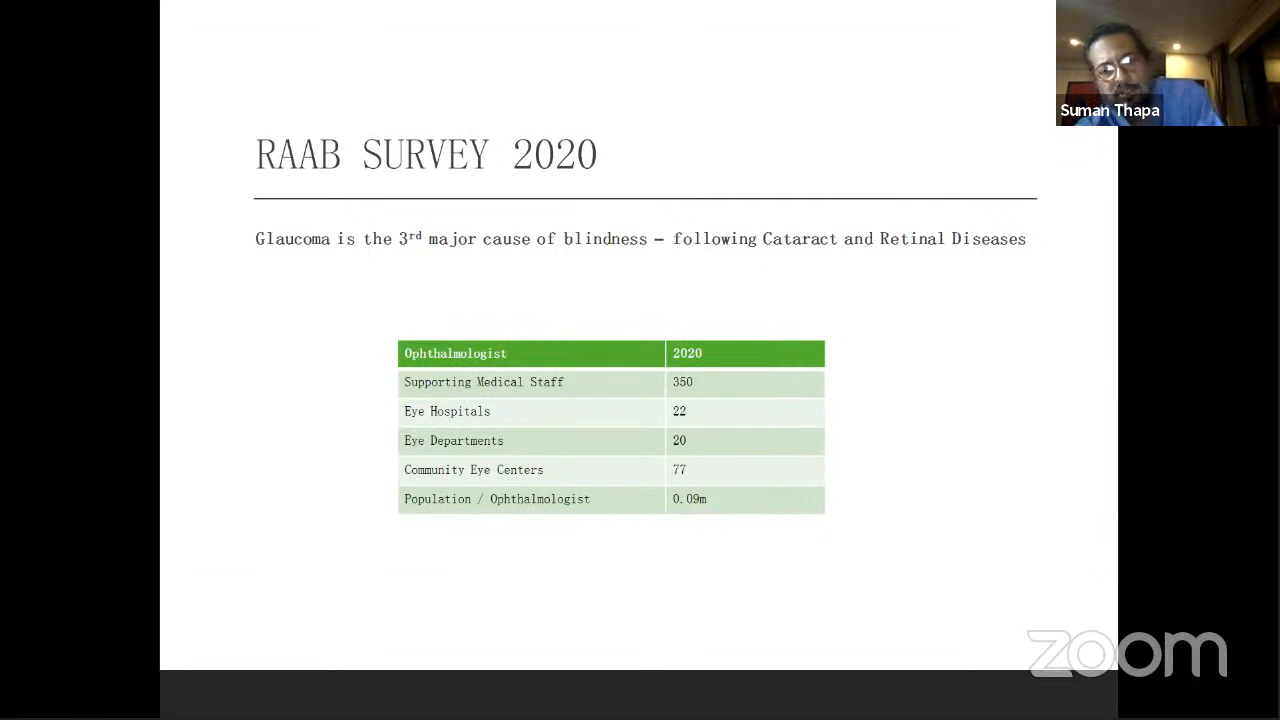 Suman Thapa
RAAB SURVEY 2020
Glaucoma is the 3rd major cause of blindness – following Cataract and Retinal Diseases
Ophthalmologist 2020
Supporting Medical Staff 350
Eye Hospitals 22
Eye Departments 20
Community Eye Centers 77
Population / Ophthalmologist 0.09m
zoom